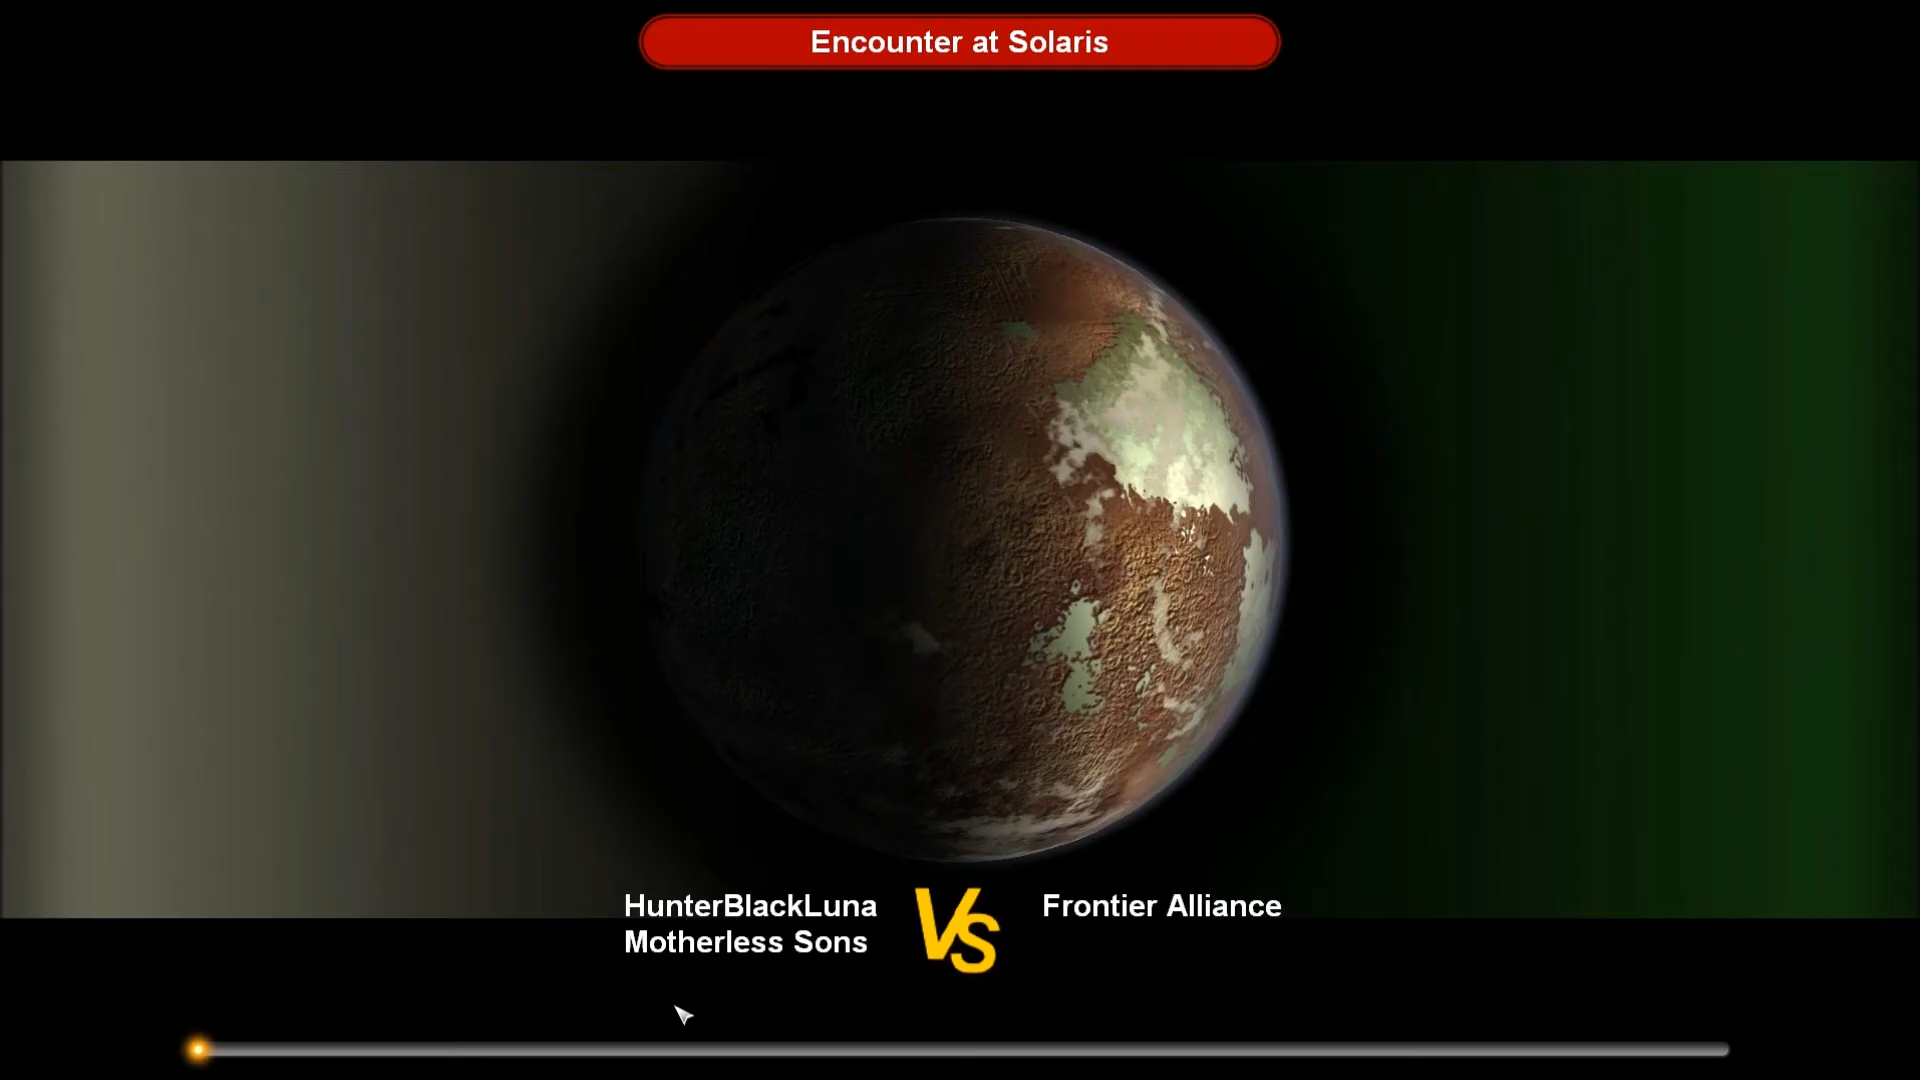 Encounter at Solaris
HunterBlackLuna
Motherless Sons
VS
Frontier Alliance